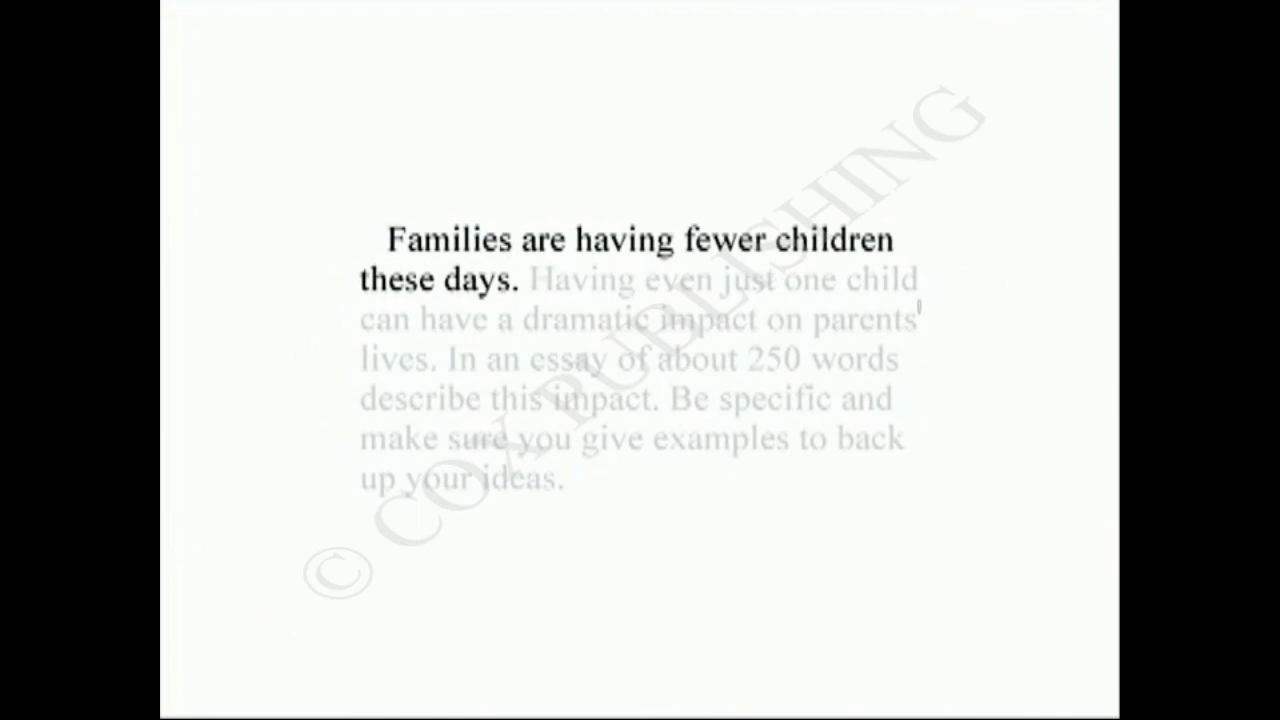 Families are having fewer children
these days. Having even just one child
can have a dramatic impact on parents'
lives. In an essay of about 250 words
describe this impact. Be specific and
make sure you give examples to back
up your ideas.
© COX PUBLISHING